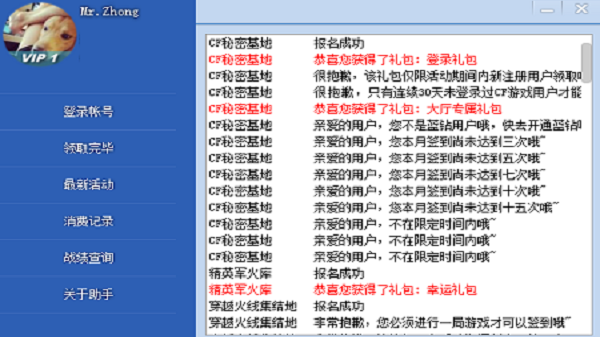 Mr.Zhong
VIP 1
登录帐号
领取完毕
最新活动
消费记录
战绩查询
关于助手
CF秘密基地 报名成功
CF秘密基地 恭喜您获得了礼包：登录礼包
CF秘密基地 很抱歉，该礼包仅限活动期间内新注册用户领取
CF秘密基地 很抱歉，只有连续30天未登录过CF游戏用户才能
CF秘密基地 恭喜您获得了礼包：大厅专属礼包
CF秘密基地 亲爱的用户，您不是蓝钻用户哦，快去开通蓝钻
CF秘密基地 亲爱的用户，您本月签到尚未达到三次哦~
CF秘密基地 亲爱的用户，您本月签到尚未达到五次哦~
CF秘密基地 亲爱的用户，您本月签到尚未达到七次哦~
CF秘密基地 亲爱的用户，您本月签到尚未达到十次哦~
CF秘密基地 亲爱的用户，您本月签到尚未达到十五次哦~
CF秘密基地 亲爱的用户，不在限定时间内哦~
CF秘密基地 亲爱的用户，不在限定时间内哦~
CF秘密基地 亲爱的用户，不在限定时间内哦~
精英军火库 报名成功
精英军火库 恭喜您获得了礼包：幸运礼包
穿越火线集结地 报名成功
穿越火线集结地 非常抱歉，您必须进行一局游戏才可以签到哦~